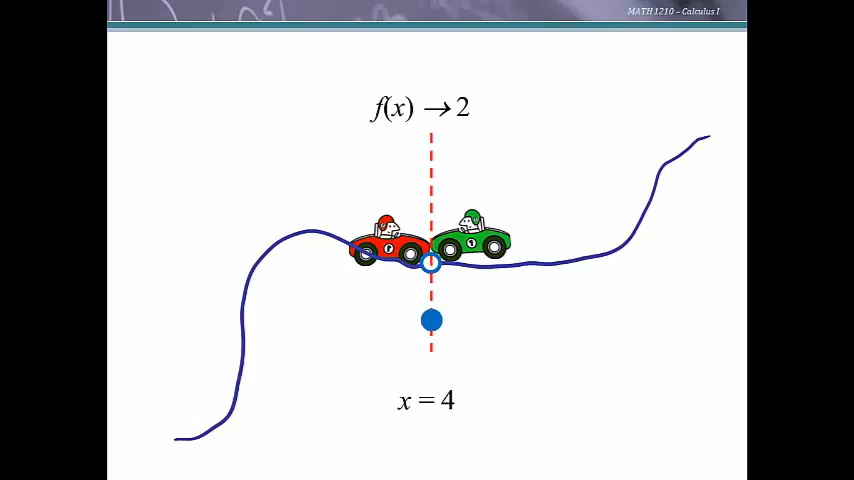 MATH 1210 – Calculus I
f(x) → 2
x = 4